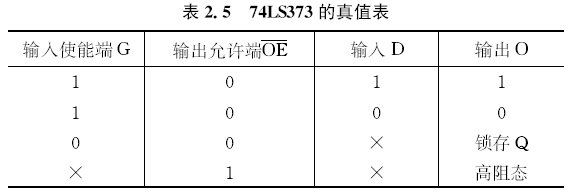 表 2.5 74LS373 的真值表
输入使能端 G 输出允许端O̅E̅ 输入 D 输出 O
1 0 1 1
1 0 0 0
0 0 × 锁存 Q
× 1 × 高阻态